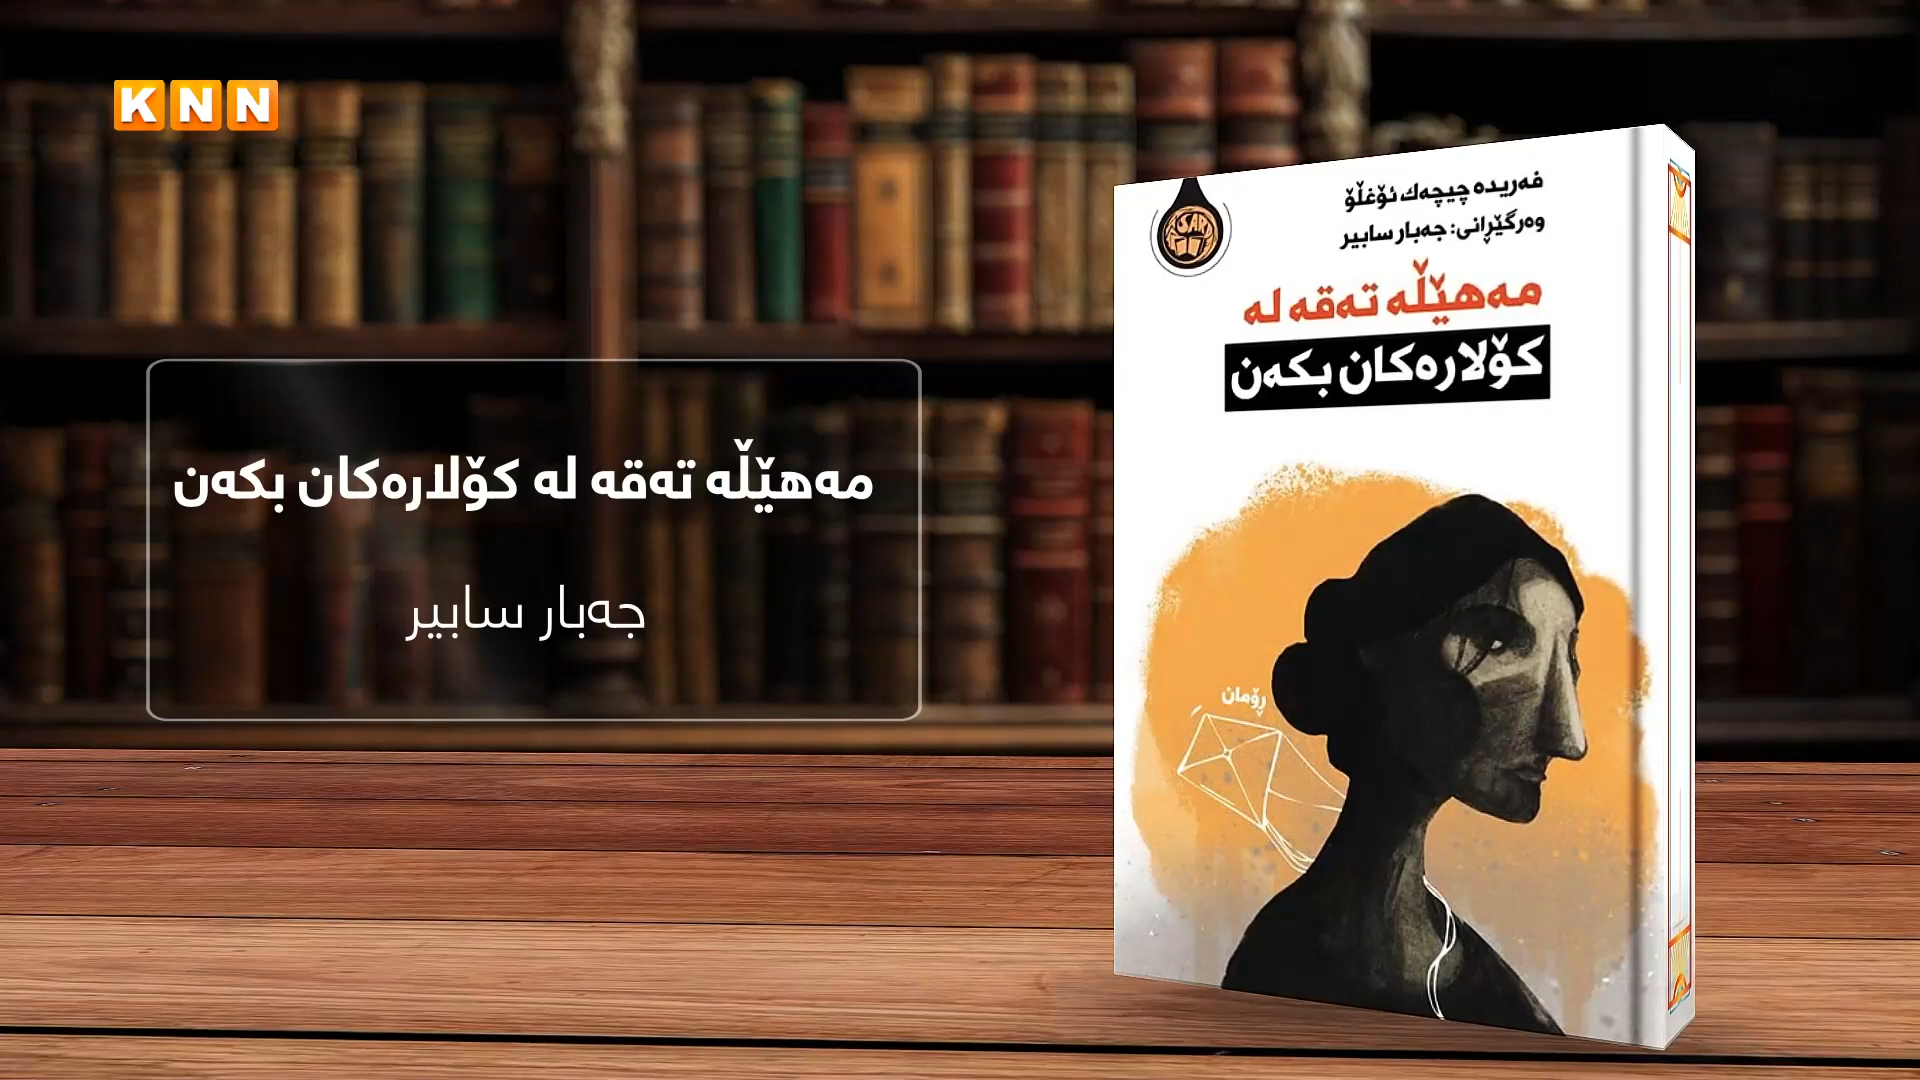 KNN
مەهێڵە تەقە لە کۆلارەکان بکەن
جەبار سابیر
فەریدە چیچەك ئۆغڵۆ
وەرگێڕانی: جەبار سابیر
مەهێڵە تەقە لە
کۆلارەکان بکەن
ڕۆمان
SARA